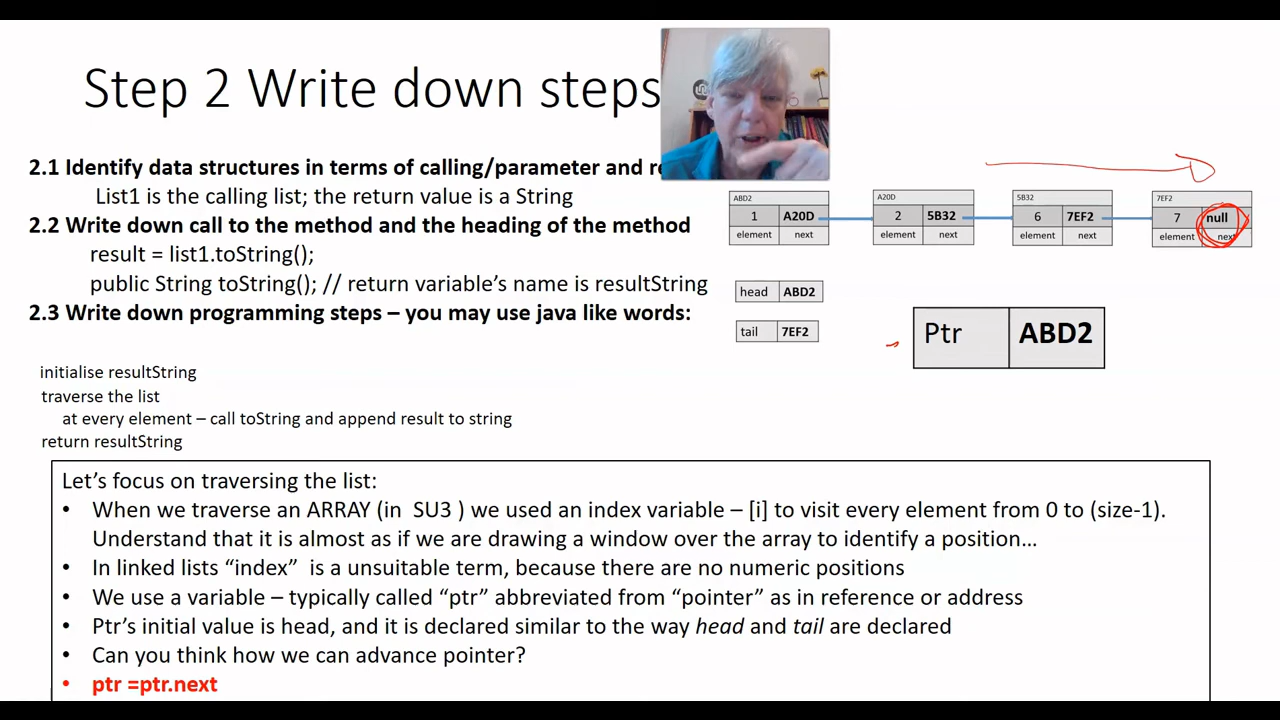 Step 2 Write down steps
2.1 Identify data structures in terms of calling/parameter and
List1 is the calling list; the return value is a String
2.2 Write down call to the method and the heading of the method
result = list1.toString();
public String toString(); // return variable's name is resultString
2.3 Write down programming steps – you may use java like words:
initialise resultString
traverse the list
at every element – call toString and append result to string
return resultString
ABD2
1 A20D
element next
A20D
2 5B32
element next
5B32
6 7EF2
element next
7EF2
7 null
element next
head ABD2
tail 7EF2
Ptr ABD2
Let's focus on traversing the list:
• When we traverse an ARRAY (in SU3 ) we used an index variable – [i] to visit every element from 0 to (size-1).
Understand that it is almost as if we are drawing a window over the array to identify a position…
• In linked lists “index” is a unsuitable term, because there are no numeric positions
• We use a variable – typically called “ptr” abbreviated from “pointer” as in reference or address
• Ptr's initial value is head, and it is declared similar to the way head and tail are declared
• Can you think how we can advance pointer?
• ptr =ptr.next